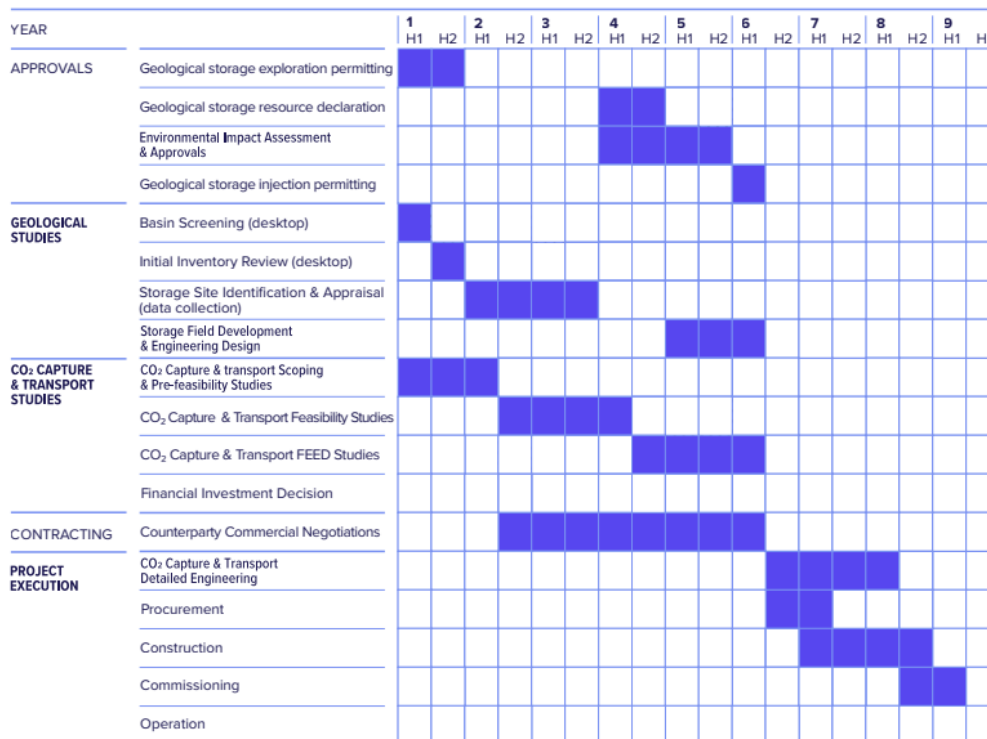 YEAR
1 2 3 4 5 6 7 8 9
H1 H2 H1 H2 H1 H2 H1 H2 H1 H2 H1 H2 H1 H2 H1 H2 H1 H
APPROVALS
Geological storage exploration permitting
Geological storage resource declaration
Environmental Impact Assessment
& Approvals
Geological storage injection permitting
GEOLOGICAL
STUDIES
Basin Screening (desktop)
Initial Inventory Review (desktop)
Storage Site Identification & Appraisal
(data collection)
Storage Field Development
& Engineering Design
CO₂ CAPTURE
& TRANSPORT
STUDIES
CO₂ Capture & transport Scoping
& Pre-feasibility Studies
CO₂ Capture & Transport Feasibility Studies
CO₂ Capture & Transport FEED Studies
Financial Investment Decision
CONTRACTING
Counterparty Commercial Negotiations
PROJECT
EXECUTION
CO₂ Capture & Transport
Detailed Engineering
Procurement
Construction
Commissioning
Operation